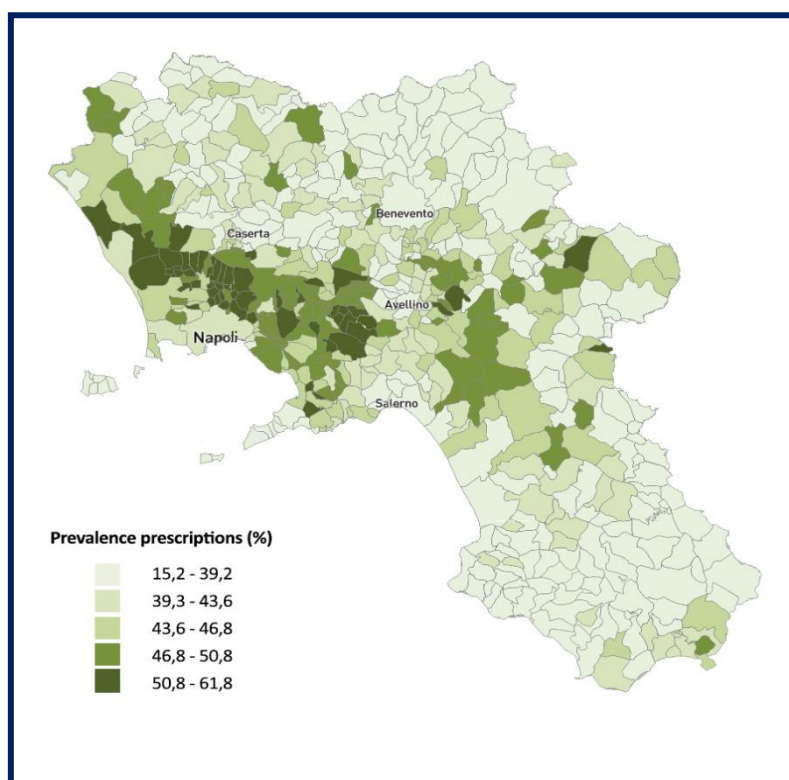 Benevento
Caserta
Avellino
Napoli
Salerno
Prevalence prescriptions (%)
15,2 - 39,2
39,3 - 43,6
43,6 - 46,8
46,8 - 50,8
50,8 - 61,8